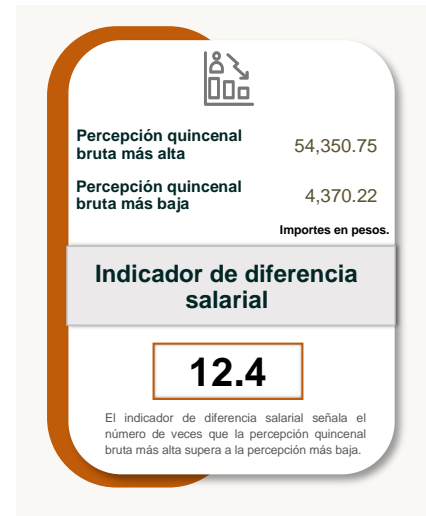 Percepción quincenal
bruta más alta
54,350.75
Percepción quincenal
bruta más baja
4,370.22
Importes en pesos.
Indicador de diferencia
salarial
12.4
El indicador de diferencia salarial señala el
número de veces que la percepción quincenal
bruta más alta supera a la percepción más baja.